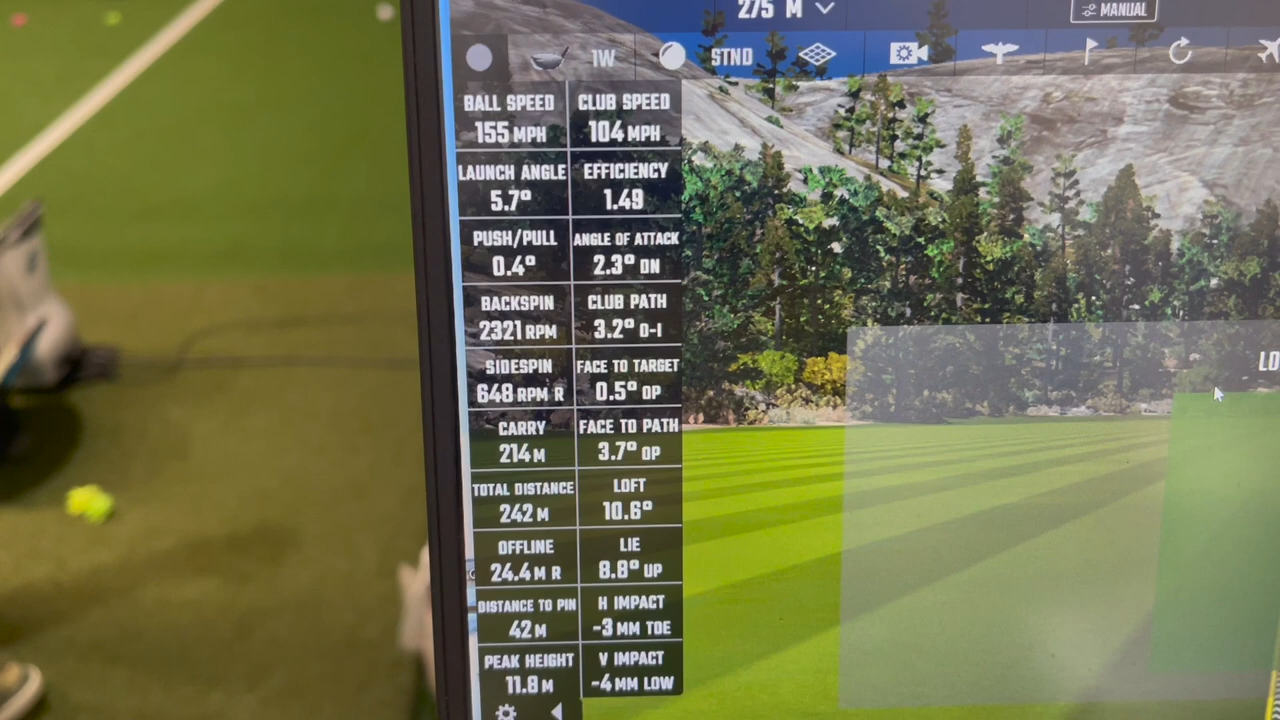 275 M
MANUAL
1W
STND
BALL SPEED CLUB SPEED
155 MPH 104 MPH
LAUNCH ANGLE EFFICIENCY
5.7° 1.49
PUSH/PULL ANGLE OF ATTACK
0.4° 2.3° DN
BACKSPIN CLUB PATH
2321 RPM 3.2° O-I
SIDESPIN FACE TO TARGET
648 RPM R 0.5° OP
CARRY FACE TO PATH
214 M 3.7° OP
TOTAL DISTANCE LOFT
242 M 10.6°
OFFLINE LIE
24.4 M R 8.8° UP
DISTANCE TO PIN H IMPACT
42 M -3 MM TOE
PEAK HEIGHT V IMPACT
11.8 M -4 MM LOW